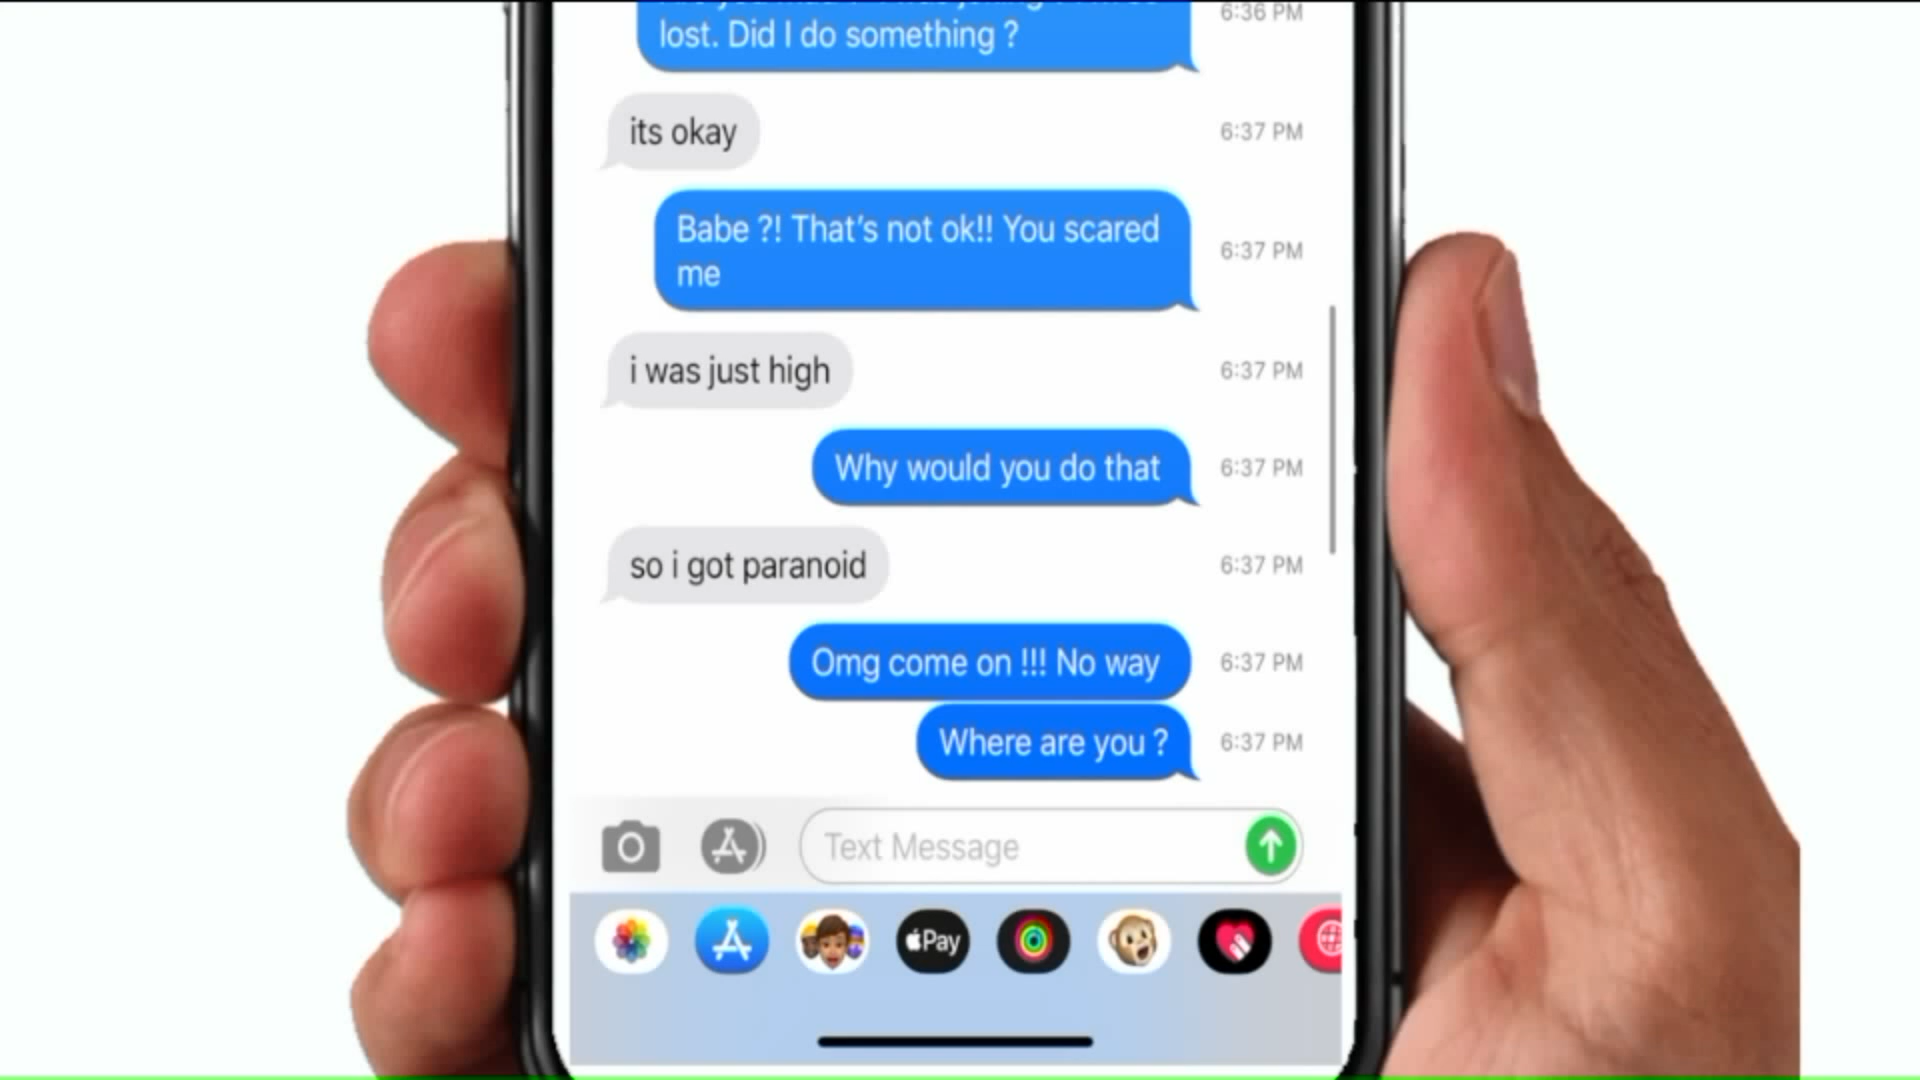 6:36 PM
lost. Did I do something ?
its okay
6:37 PM
Babe ?! That's not ok!! You scared
me
6:37 PM
i was just high
6:37 PM
Why would you do that
6:37 PM
so i got paranoid
6:37 PM
Omg come on !!! No way
6:37 PM
Where are you ?
6:37 PM
Text Message
Pay